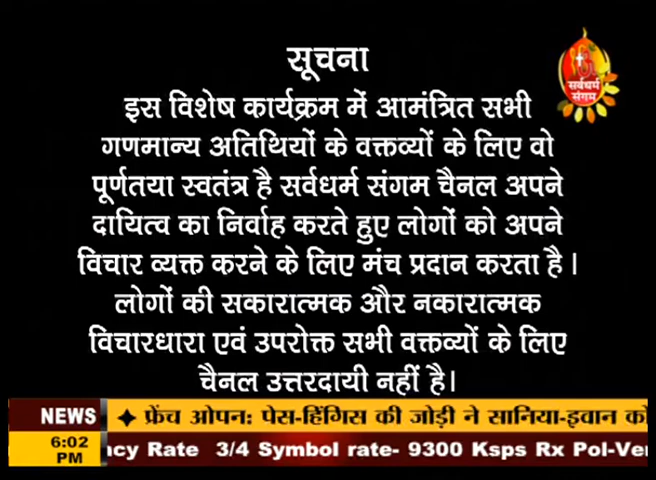 सूचना
सर्वधर्म
संगम
इस विशेष कार्यक्रम में आमंत्रित सभी
गणमान्य अतिथियों के वक्तव्यों के लिए वो
पूर्णतया स्वतंत्र है सर्वधर्म संगम चैनल अपने
दायित्व का निर्वाह करते हुए लोगों को अपने
विचार व्यक्त करने के लिए मंच प्रदान करता है।
लोगों की सकारात्मक और नकारात्मक
विचारधारा एवं उपरोक्त सभी वक्तव्यों के लिए
चैनल उत्तरदायी नहीं है।
NEWS फ्रेंच ओपन: पेस-हिंगिस की जोड़ी ने सानिया-इवान को
6:02 PM ncy Rate 3/4 Symbol rate- 9300 Ksps Rx Pol-Ver